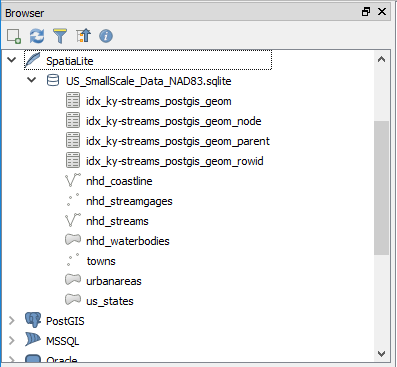 Browser
SpatiaLite
US_SmallScale_Data_NAD83.sqlite
idx_ky-streams_postgis_geom
idx_ky-streams_postgis_geom_node
idx_ky-streams_postgis_geom_parent
idx_ky-streams_postgis_geom_rowid
nhd_coastline
nhd_streamgages
nhd_streams
nhd_waterbodies
towns
urbanareas
us_states
PostGIS
MSSQL
Oracle